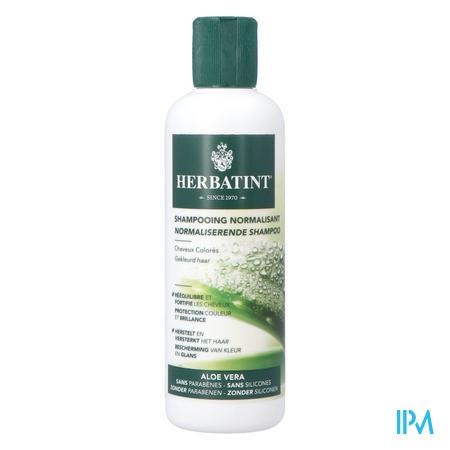 HERBATINT®
SINCE 1970
SHAMPOOING NORMALISANT
NORMALISERENDE SHAMPOO
Cheveux Colorés
Gekleurd haar
RÉÉQUILIBRE ET
FORTIFIE LES CHEVEUX
PROTECTION COULEUR
ET BRILLANCE
HERSTELT EN
VERSTERKT HET HAAR
BESCHERMING VAN KLEUR
EN GLANS
ALOE VERA
SANS PARABÈNES - SANS SILICONES
ZONDER PARABENEN - ZONDER SILICONEN
IPM